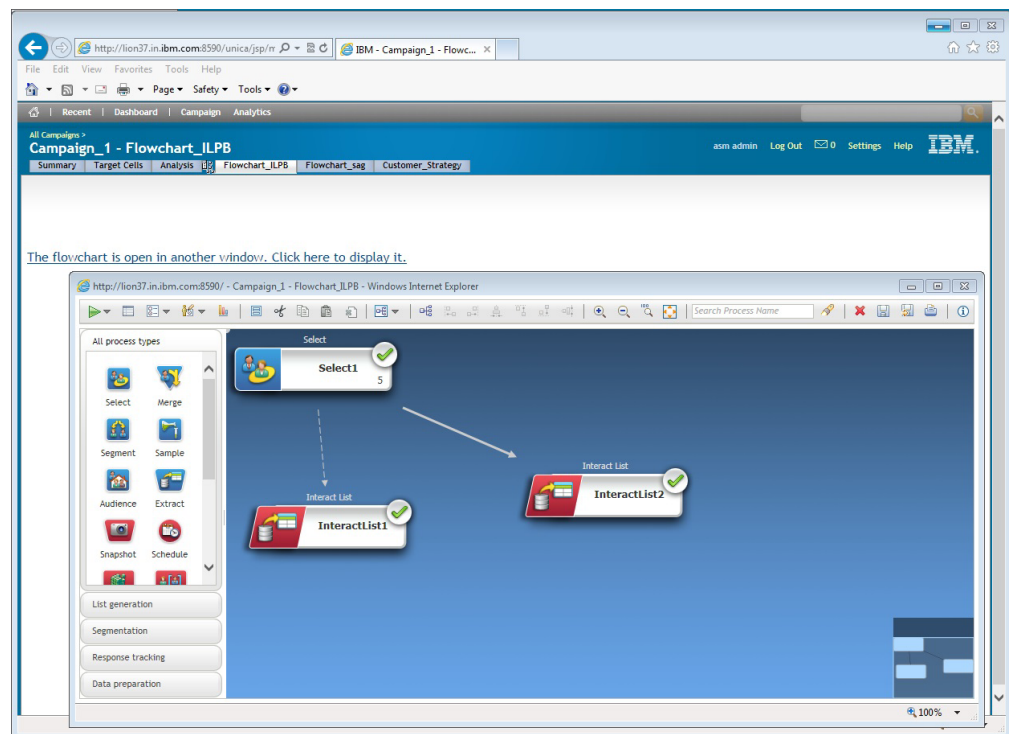 http://lion37.in.ibm.com:8590/unica/jsp/m
IBM - Campaign_1 - Flowc...
File Edit View Favorites Tools Help
Page Safety Tools
Recent | Dashboard | Campaign Analytics
All Campaigns >
Campaign_1 - Flowchart_ILPB
asm admin Log Out 0 Settings Help IBM.
Summary Target Cells Analysis Flowchart_ILPB Flowchart_sag Customer_Strategy
The flowchart is open in another window. Click here to display it.
http://lion37.in.ibm.com:8590/ - Campaign_1 - Flowchart_ILPB - Windows Internet Explorer
Search Process Name
All process types
Select Merge
Segment Sample
Audience Extract
Snapshot Schedule
List generation
Segmentation
Response tracking
Data preparation
Select
Select1
5
Interact List
InteractList1
Interact List
InteractList2
100%